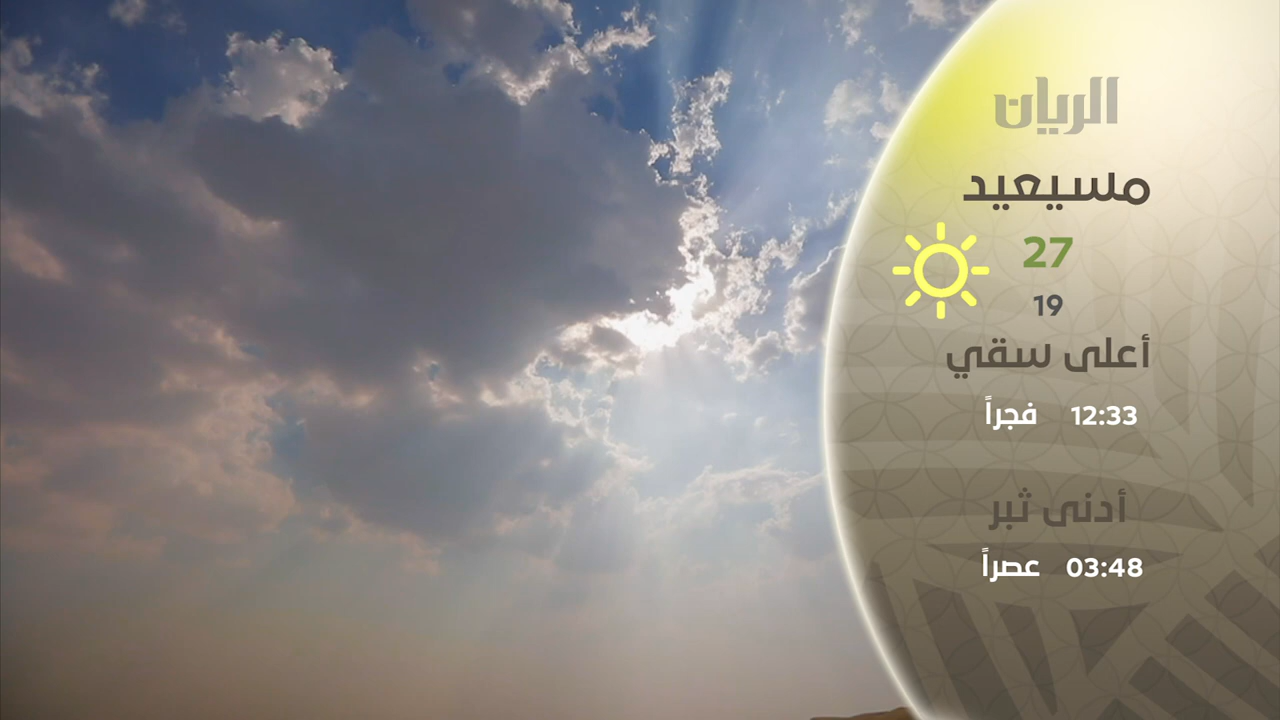 الريان
مسيعيد
27
19
أعلى سقي
12:33 فجراً
أدنى ثبر
03:48 عصراً